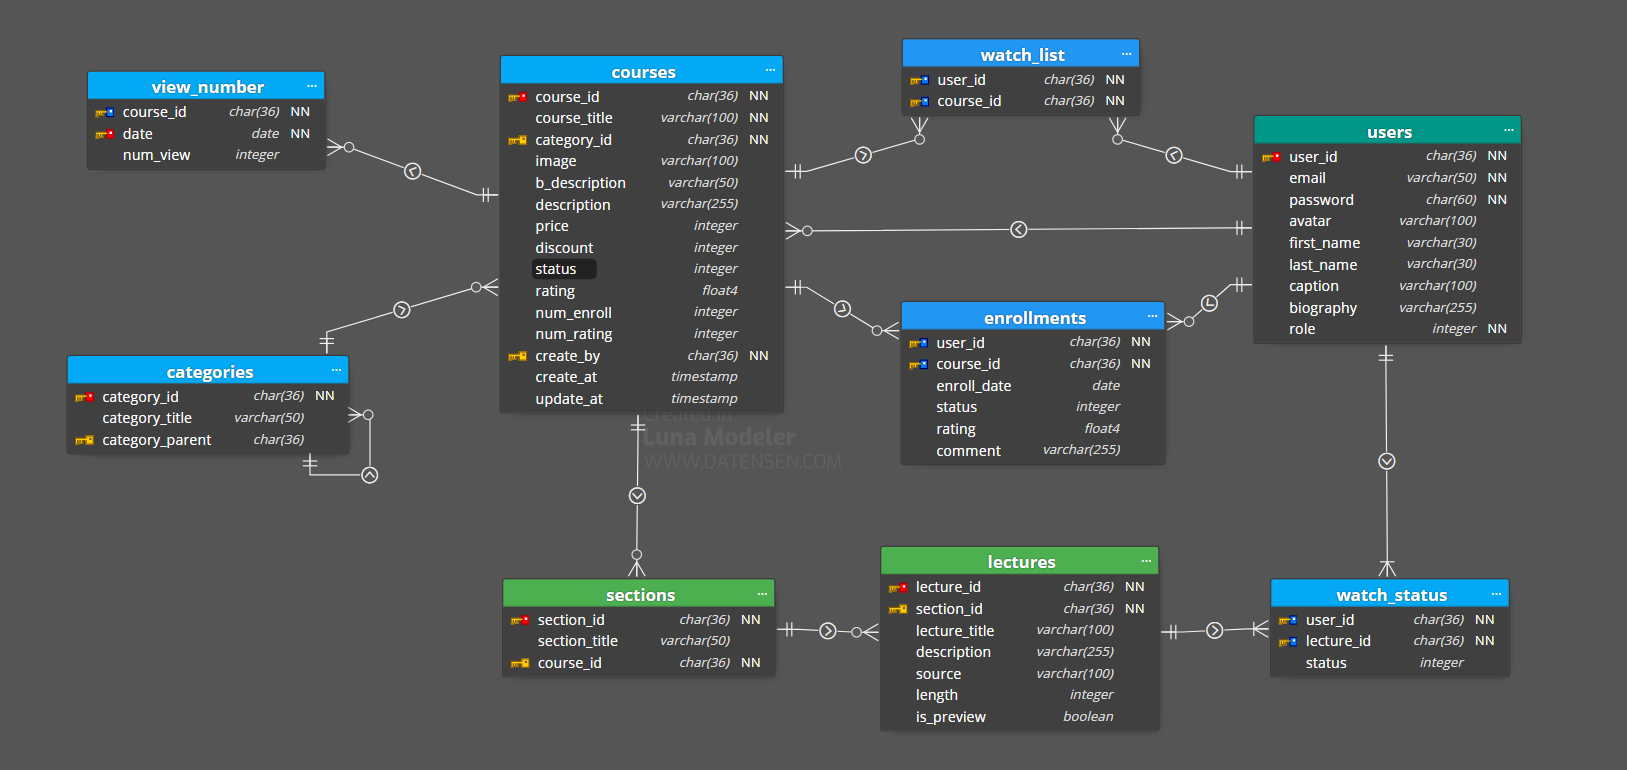 view_number ...
course_id char(36) NN
date date NN
num_view integer
courses ...
course_id char(36) NN
course_title varchar(100) NN
category_id char(36) NN
image varchar(100)
b_description varchar(50)
description varchar(255)
price integer
discount integer
status integer
rating float4
num_enroll integer
num_rating integer
create_by char(36) NN
create_at timestamp
update_at timestamp
watch_list ...
user_id char(36) NN
course_id char(36) NN
users ...
user_id char(36) NN
email varchar(50) NN
password char(60) NN
avatar varchar(100)
first_name varchar(30)
last_name varchar(30)
caption varchar(100)
biography varchar(255)
role integer NN
enrollments ...
user_id char(36) NN
course_id char(36) NN
enroll_date date
status integer
rating float4
comment varchar(255)
categories ...
category_id char(36) NN
category_title varchar(50)
category_parent char(36)
Created in
Luna Modeler
WWW.DATENSEN.COM
sections ...
section_id char(36) NN
section_title varchar(50)
course_id char(36) NN
lectures ...
lecture_id char(36) NN
section_id char(36) NN
lecture_title varchar(100)
description varchar(255)
source varchar(100)
length integer
is_preview boolean
watch_status ...
user_id char(36) NN
lecture_id char(36) NN
status integer